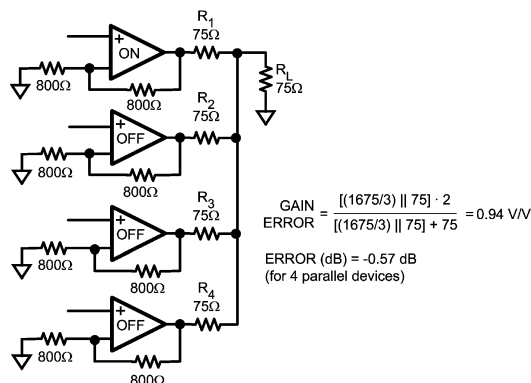 R1
75Ω
+
ON
800Ω
800Ω
RL
75Ω
R2
75Ω
+
OFF
800Ω
800Ω
R3
75Ω
+
OFF
800Ω
800Ω
GAIN ERROR = [(1675/3) || 75] · 2 / [(1675/3) || 75] + 75 = 0.94 V/V
ERROR (dB) = -0.57 dB
(for 4 parallel devices)
R4
75Ω
+
OFF
800Ω
800Ω